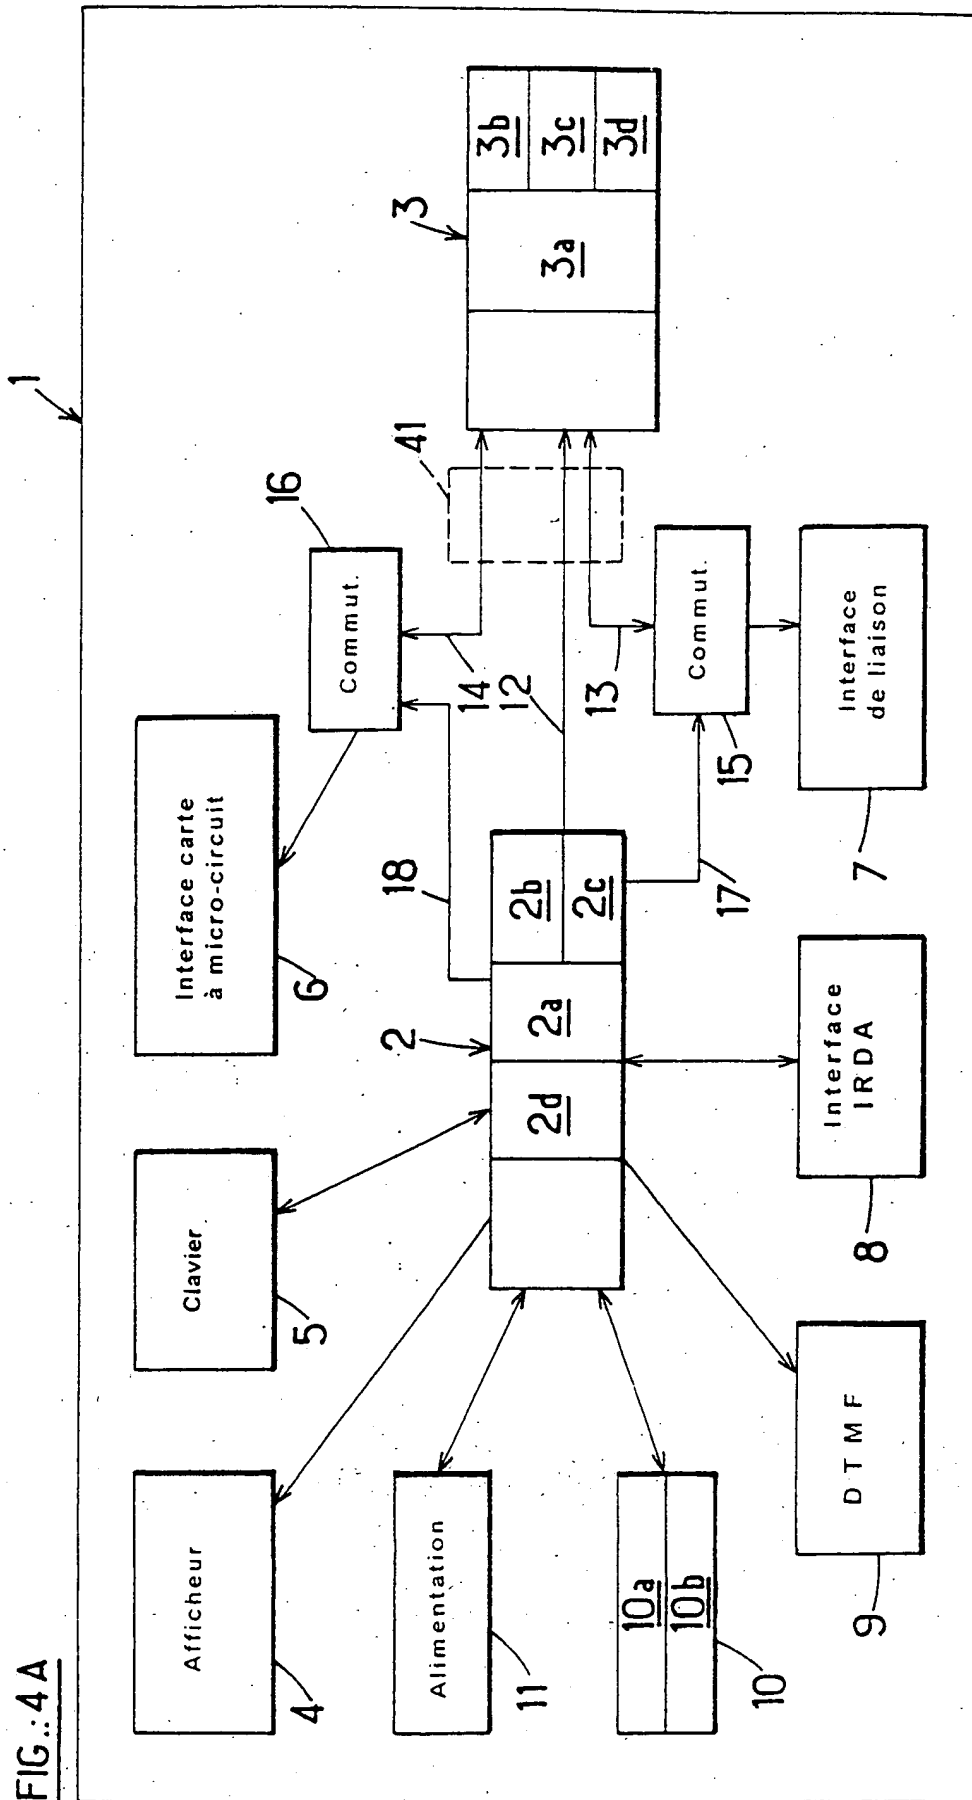 FIG.:4A
1
Afficheur
4
Clavier
5
Interface carte
à micro-circuit
6
Commut.
16
18
14
12
41
3
3a
3b
3c
3d
Alimentation
11
2
2d
2a
2b
2c
10a
10b
10
13
17
Commut.
15
DTMF
9
Interface
IRDA
8
Interface
de liaison
7